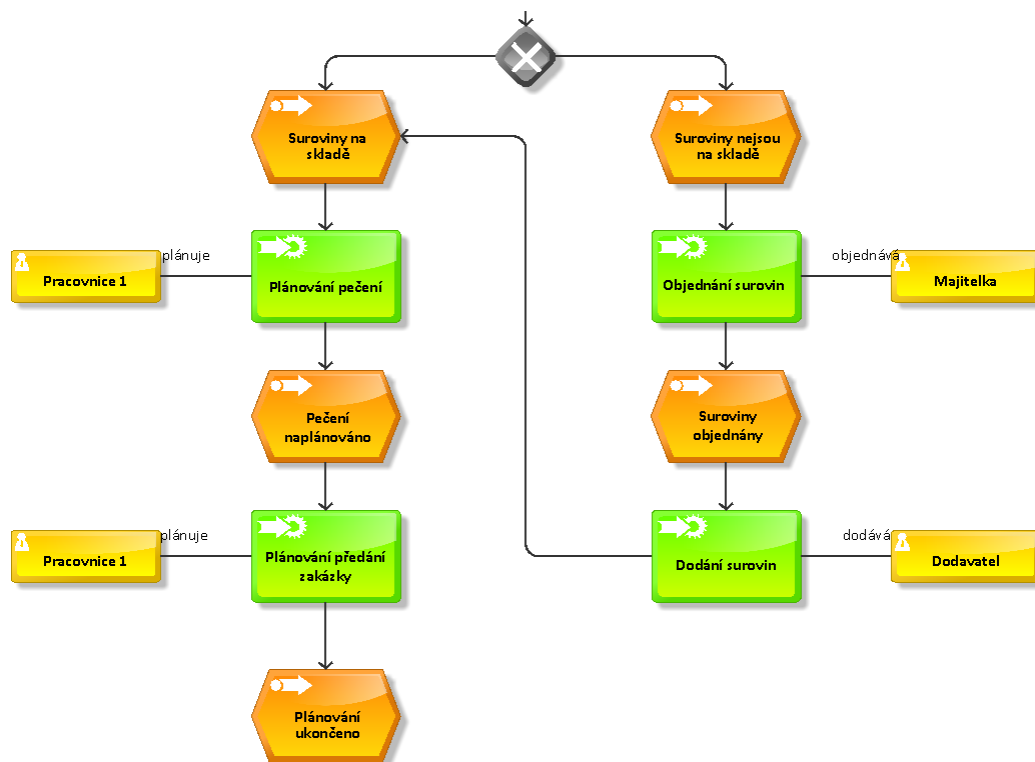 Suroviny na
skladě
Suroviny nejsou
na skladě
plánuje
Pracovnice 1
Plánování pečení
Objednání surovin
objednává
Majitelka
Pečení
naplánováno
Suroviny
objednány
plánuje
Pracovnice 1
Plánování předání
zakázky
Dodání surovin
dodává
Dodavatel
Plánování
ukončeno